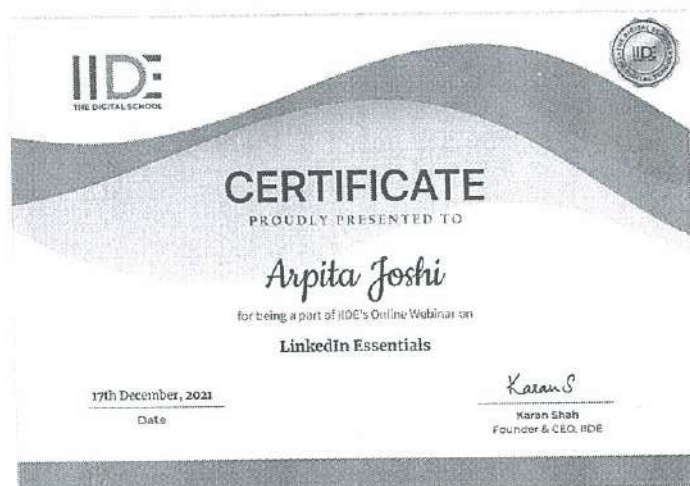 IIDE
THE DIGITAL SCHOOL
IIDE
CERTIFICATE
PROUDLY PRESENTED TO
Arpita Joshi
for being a part of IIDE's Online Webinar on
LinkedIn Essentials
17th December, 2021
Date
Karan S
Karan Shah
Founder & CEO, IIDE